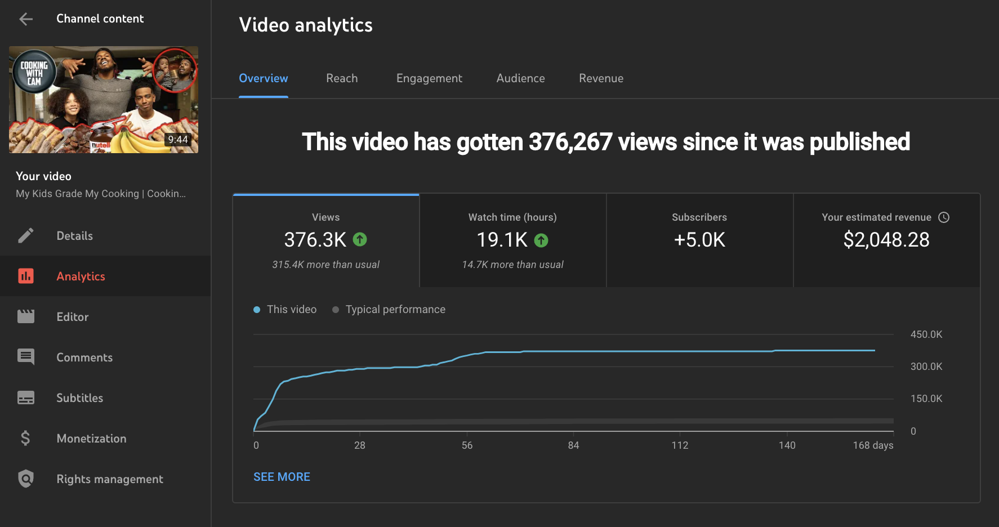 Channel content
COOKING
WITH
CAM
nutell
9:44
Your video
My Kids Grade My Cooking | Cookin...
Details
Analytics
Editor
Comments
Subtitles
Monetization
Rights management
Video analytics
Overview Reach Engagement Audience Revenue
This video has gotten 376,267 views since it was published
Views
376.3K
315.4K more than usual
Watch time (hours)
19.1K
14.7K more than usual
Subscribers
+5.0K
Your estimated revenue
$2,048.28
This video Typical performance
450.0K
300.0K
150.0K
0
0 28 56 84 112 140 168 days
SEE MORE